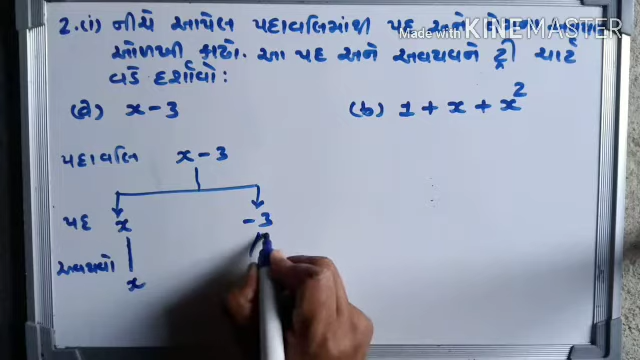 Made with KINEMASTER
2.(i) નીચે આપેલ પદાવલિમાંથી પદ અને
ઓળખી કાઢો. આ પદ અને અવયવને ટ્રી ચાર્ટ
વડે દર્શાવો:
(a) x - 3 (b) 1 + x + x²
પદાવલિ x - 3
પદ x - 3
અવયવો
x